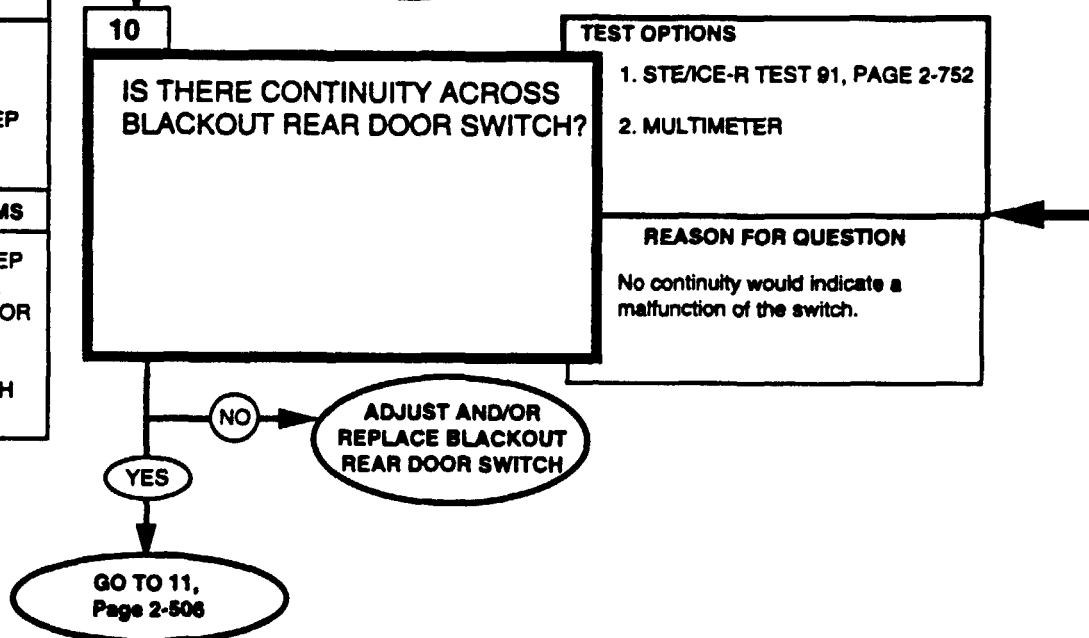 10
IS THERE CONTINUITY ACROSS
BLACKOUT REAR DOOR SWITCH?
TEST OPTIONS
1. STE/ICE-R TEST 91, PAGE 2-752
2. MULTIMETER
REASON FOR QUESTION
No continuity would indicate a
malfunction of the switch.
EP
MS
EP
OR
H
NO
ADJUST AND/OR
REPLACE BLACKOUT
REAR DOOR SWITCH
YES
GO TO 11,
Page 2-506